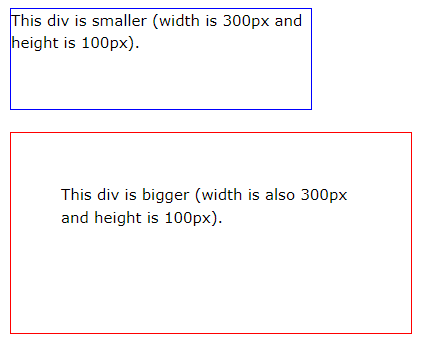 This div is smaller (width is 300px and
height is 100px).
This div is bigger (width is also 300px
and height is 100px).